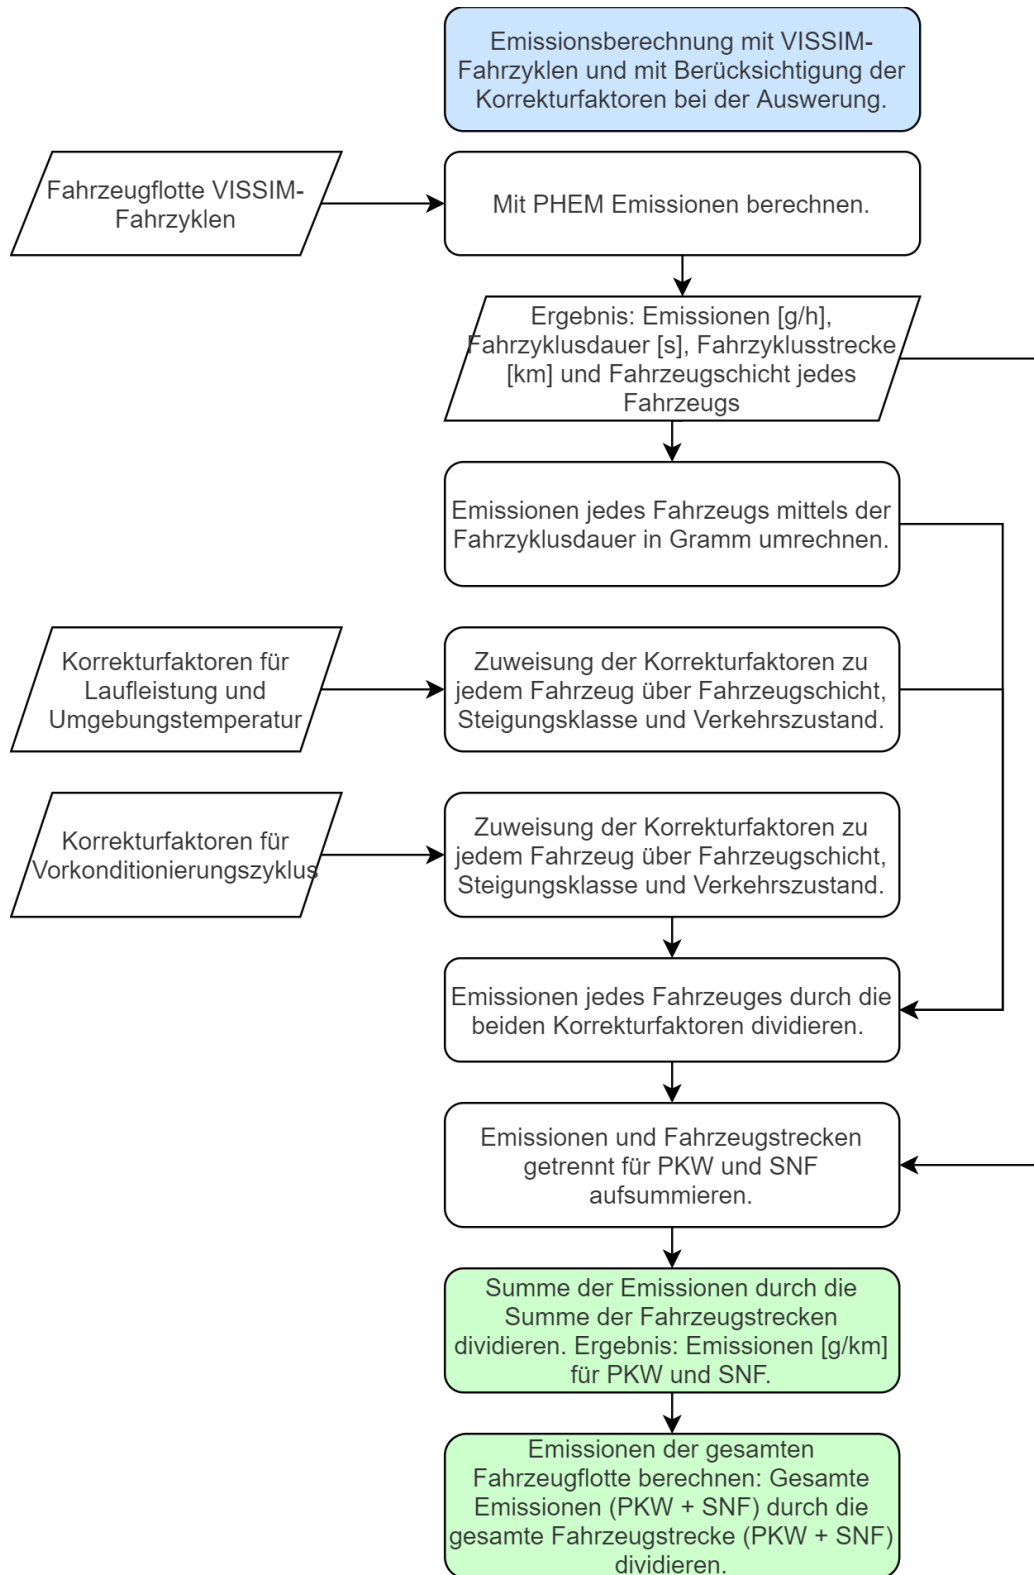 Emissionsberechnung mit VISSIM-
Fahrzyklen und mit Berücksichtigung der
Korrekturfaktoren bei der Auswerung.
Fahrzeugflotte VISSIM-
Fahrzyklen
Mit PHEM Emissionen berechnen.
Ergebnis: Emissionen [g/h],
Fahrzyklusdauer [s], Fahrzyklusstrecke
[km] und Fahrzeugschicht jedes
Fahrzeugs
Emissionen jedes Fahrzeugs mittels der
Fahrzyklusdauer in Gramm umrechnen.
Korrekturfaktoren für
Laufleistung und
Umgebungstemperatur
Zuweisung der Korrekturfaktoren zu
jedem Fahrzeug über Fahrzeugschicht,
Steigungsklasse und Verkehrszustand.
Korrekturfaktoren für
Vorkonditionierungszyklus
Zuweisung der Korrekturfaktoren zu
jedem Fahrzeug über Fahrzeugschicht,
Steigungsklasse und Verkehrszustand.
Emissionen jedes Fahrzeuges durch die
beiden Korrekturfaktoren dividieren.
Emissionen und Fahrzeugstrecken
getrennt für PKW und SNF
aufsummieren.
Summe der Emissionen durch die
Summe der Fahrzeugstrecken
dividieren. Ergebnis: Emissionen [g/km]
für PKW und SNF.
Emissionen der gesamten
Fahrzeugflotte berechnen: Gesamte
Emissionen (PKW + SNF) durch die
gesamte Fahrzeugstrecke (PKW + SNF)
dividieren.